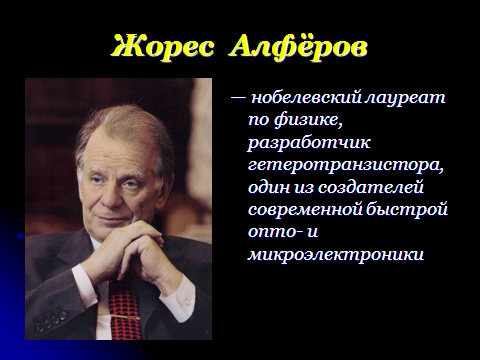 Жорес Алфёров
— нобелевский лауреат
по физике,
разработчик
гетеротранзистора,
один из создателей
современной быстрой
опто- и
микроэлектроники